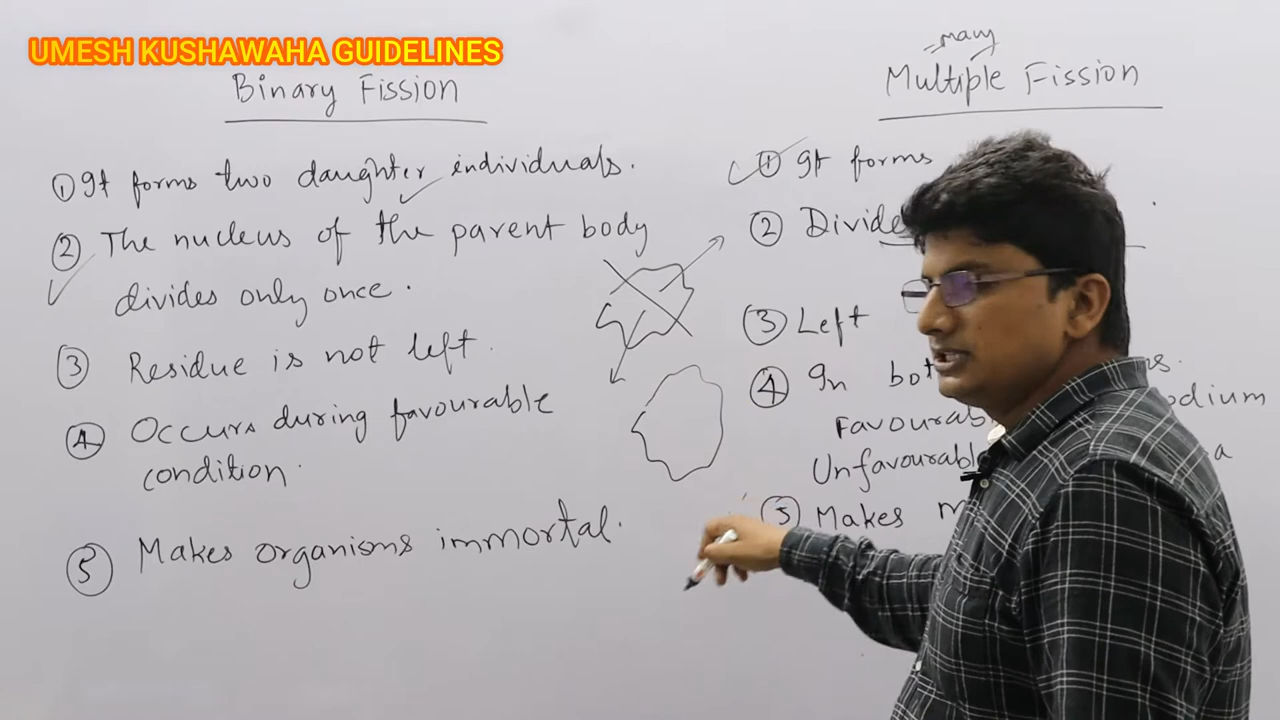 UMESH KUSHAWAHA GUIDELINES
Binary Fission
① It forms two daughter individuals.
② The nucleus of the parent body
divides only once.
③ Residue is not left.
④ Occurs during favourable
condition.
⑤ Makes organisms immortal.
many
Multiple Fission
① It forms
② Divide
③ Left
④ In bot
Favourab
odium
Unfavourabl
a
⑤ Makes m